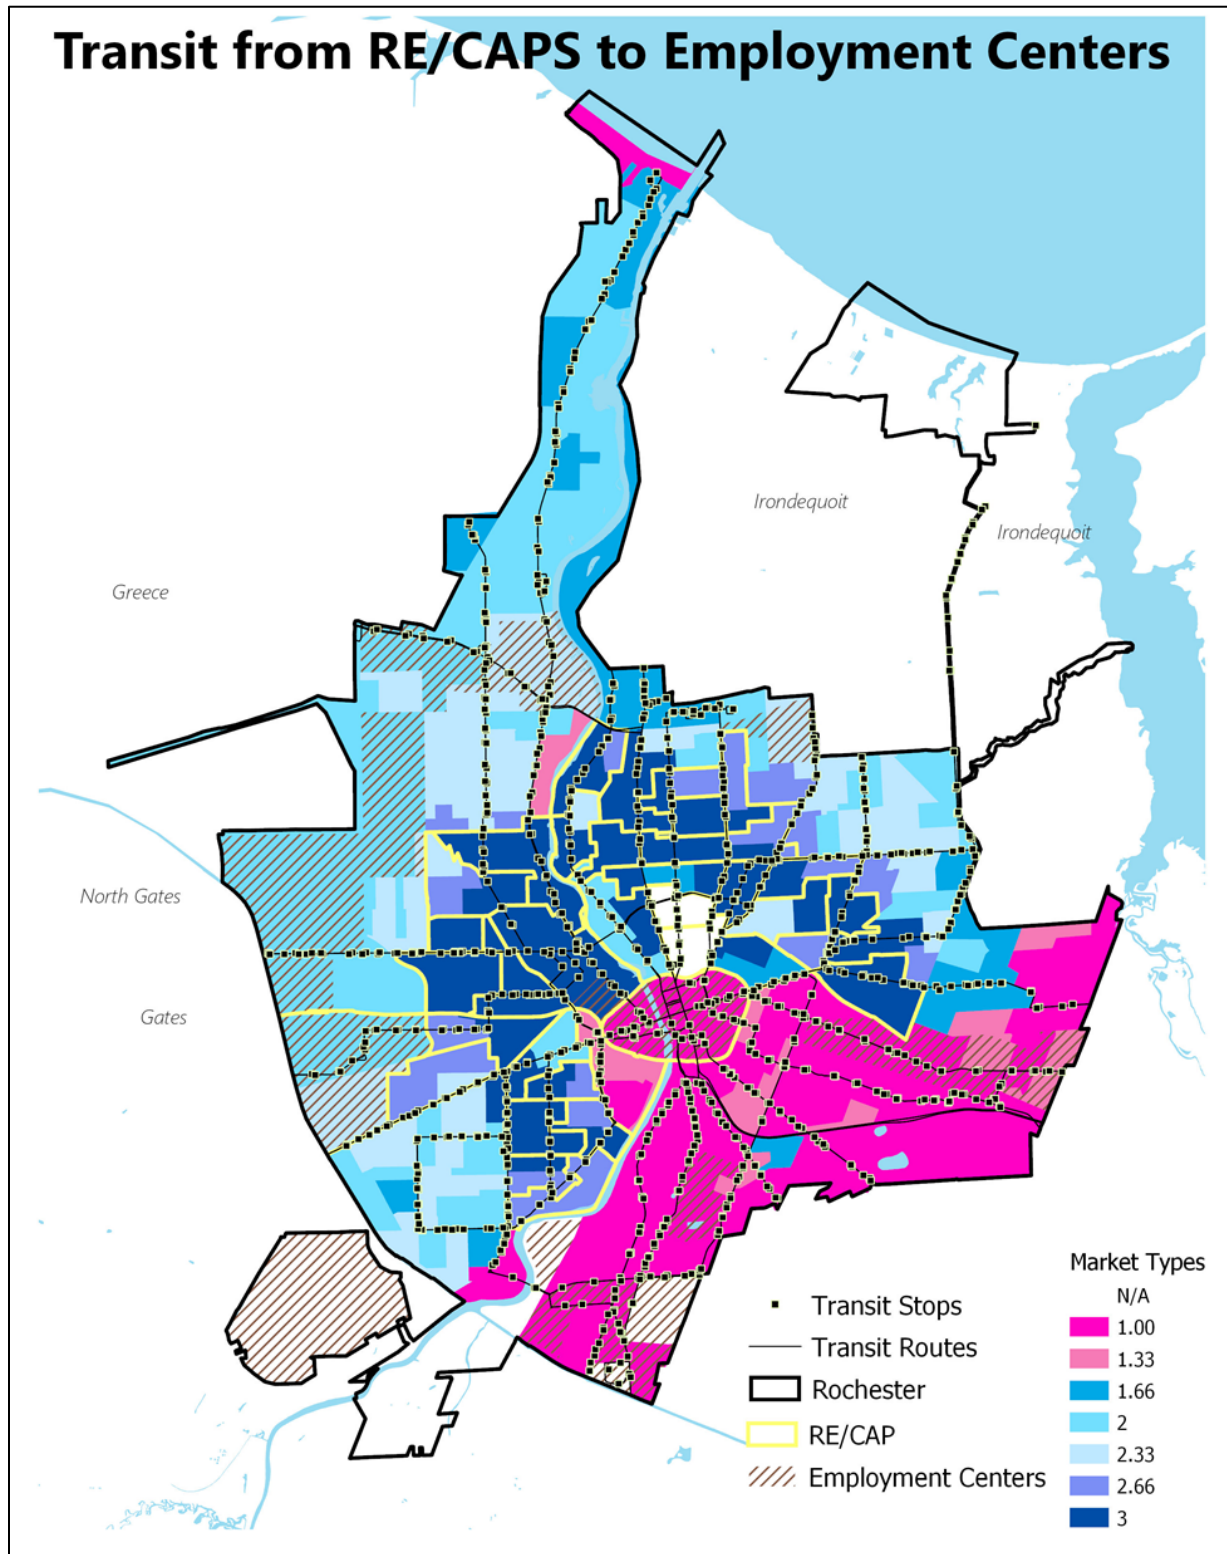 Transit from RE/CAPS to Employment Centers
Irondequoit
Irondequoit
Greece
North Gates
Gates
Transit Stops
Transit Routes
Rochester
RE/CAP
Employment Centers
Market Types
N/A
1.00
1.33
1.66
2
2.33
2.66
3